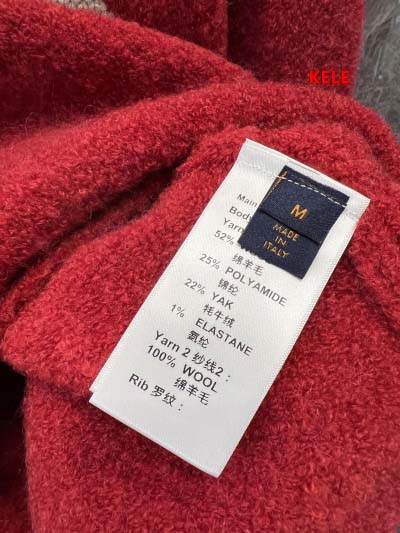 KELE
M
MADE
IN
ITALY
Main
Body
Yarn
52%
绵羊毛
25% POLYAMIDE
锦纶
22% YAK
牦牛绒
1% ELASTANE
氨纶
Yarn 2 纱线2：
100% WOOL
绵羊毛
Rib 罗纹：